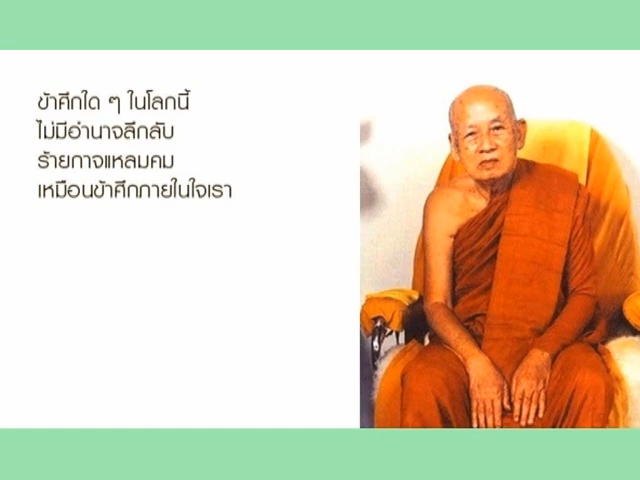 ข้าศึกใด ๆ ในโลกนี้
ไม่มีอำนาจลึกลับ
ร้ายกาจแหลมคม
เหมือนข้าศึกภายในใจเรา